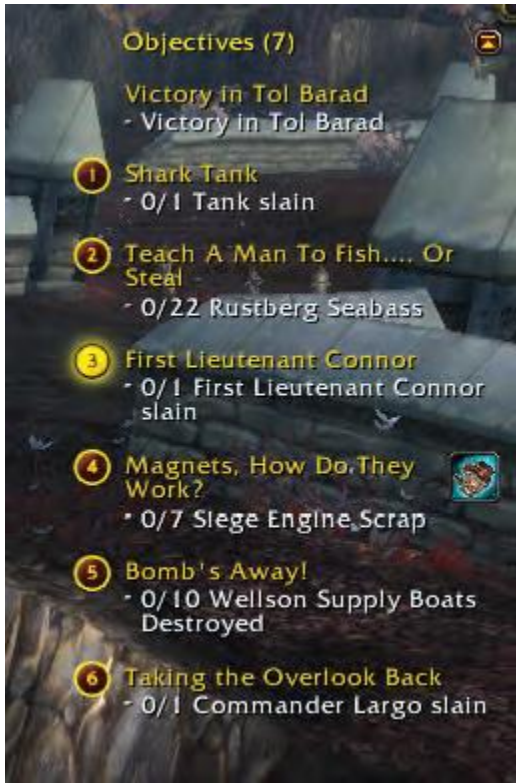 Objectives (7)
Victory in Tol Barad
- Victory in Tol Barad
1 Shark Tank
- 0/1 Tank slain
2 Teach A Man To Fish.... Or
Steal
- 0/22 Rustberg Seabass
3 First Lieutenant Connor
- 0/1 First Lieutenant Connor
slain
4 Magnets, How Do They
Work?
- 0/7 Siege Engine Scrap
5 Bomb's Away!
- 0/10 Wellson Supply Boats
Destroyed
6 Taking the Overlook Back
- 0/1 Commander Largo slain